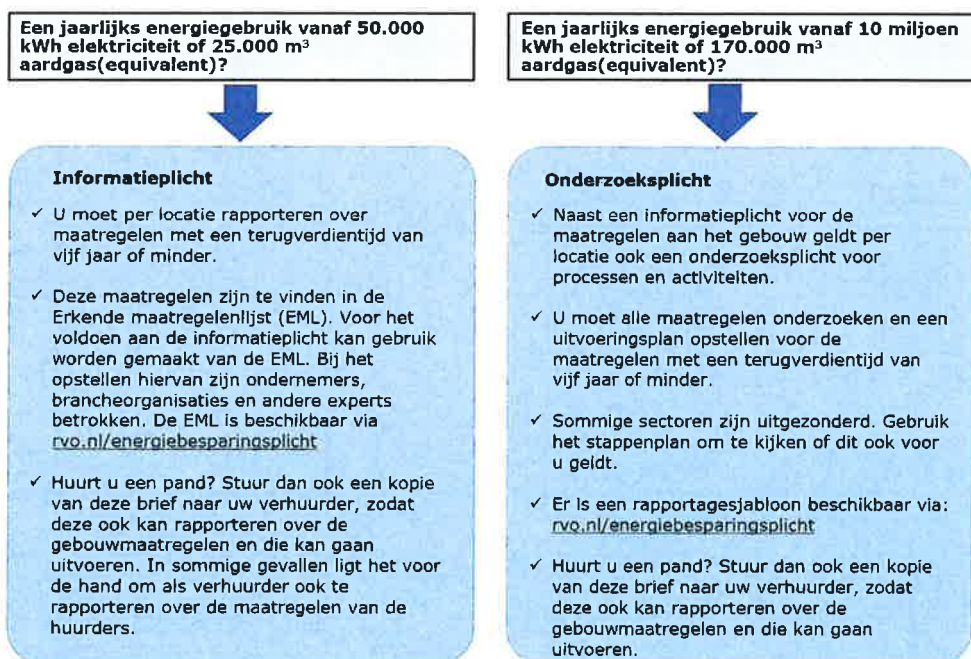 Een jaarlijks energiegebruik vanaf 50.000
kWh elektriciteit of 25.000 m³
aardgas(equivalent)?
Informatieplicht
✓ U moet per locatie rapporteren over
maatregelen met een terugverdientijd van
vijf jaar of minder.
✓ Deze maatregelen zijn te vinden in de
Erkende maatregelenlijst (EML). Voor het
voldoen aan de informatieplicht kan gebruik
worden gemaakt van de EML. Bij het
opstellen hiervan zijn ondernemers,
brancheorganisaties en andere experts
betrokken. De EML is beschikbaar via
rvo.nl/energiebesparingsplicht
✓ Huurt u een pand? Stuur dan ook een kopie
van deze brief naar uw verhuurder, zodat
deze ook kan rapporteren over de
gebouwmaatregelen en die kan gaan
uitvoeren. In sommige gevallen ligt het voor
de hand om als verhuurder ook te
rapporteren over de maatregelen van de
huurders.
Een jaarlijks energiegebruik vanaf 10 miljoen
kWh elektriciteit of 170.000 m³
aardgas(equivalent)?
Onderzoeksplicht
✓ Naast een informatieplicht voor de
maatregelen aan het gebouw geldt per
locatie ook een onderzoeksplicht voor
processen en activiteiten.
✓ U moet alle maatregelen onderzoeken en een
uitvoeringsplan opstellen voor de
maatregelen met een terugverdientijd van
vijf jaar of minder.
✓ Sommige sectoren zijn uitgezonderd. Gebruik
het stappenplan om te kijken of dit ook voor
u geldt.
✓ Er is een rapportagesjabloon beschikbaar via:
rvo.nl/energiebesparingsplicht
✓ Huurt u een pand? Stuur dan ook een kopie
van deze brief naar uw verhuurder, zodat
deze ook kan rapporteren over de
gebouwmaatregelen en die kan gaan
uitvoeren.